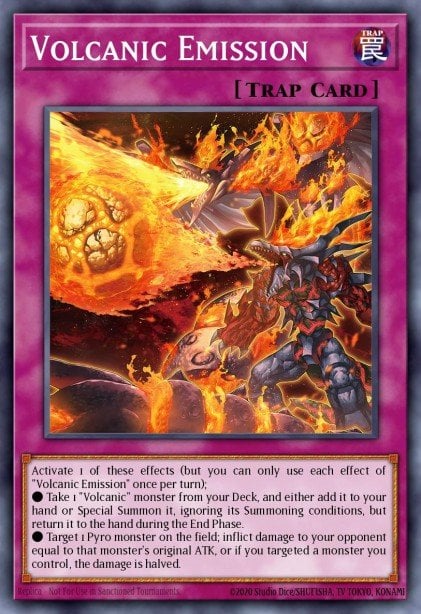 Volcanic Emission
TRAP
罠
[Trap Card]
Activate 1 of these effects (but you can only use each effect of
"Volcanic Emission" once per turn);
● Take 1 "Volcanic" monster from your Deck, and either add it to your
hand or Special Summon it, ignoring its Summoning conditions, but
return it to the hand during the End Phase.
● Target 1 Pyro monster on the field; inflict damage to your opponent
equal to that monster's original ATK, or if you targeted a monster you
control, the damage is halved.
Replica - Not For Use in Sanctioned Tournaments
©2020 Studio Dice/SHUEISHA, TV TOKYO, KONAMI